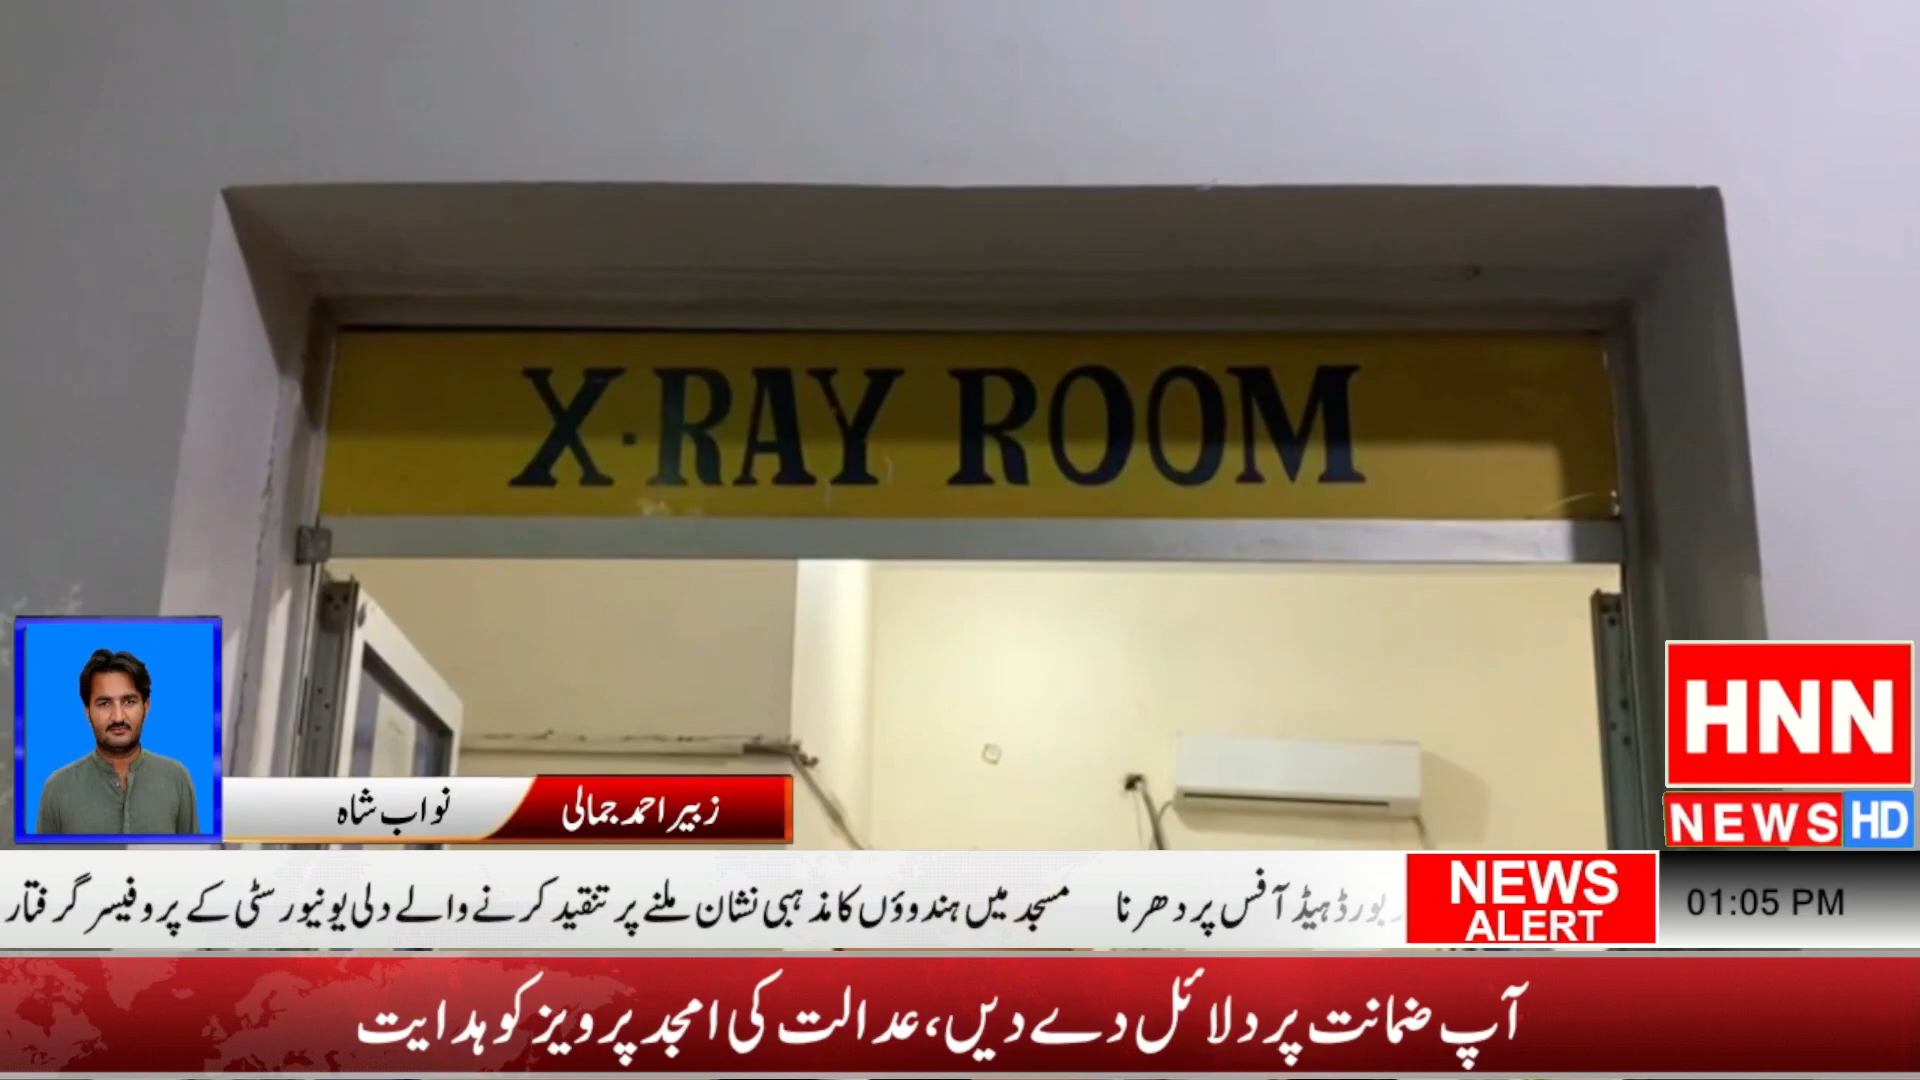 X-RAY ROOM
HNN
NEWS HD
زبیر احمد جمالی
نواب شاہ
NEWS
ALERT
01:05 PM
بورڈ ہیڈ آفس پر دھرنا مسجد میں ہندوؤں کا مذہبی نشان ملنے پر تنقید کرنے والے دلی یونیورسٹی کے پروفیسر گرفتار
آپ ضمانت پر دلائل دے دیں، عدالت کی امجد پرویز کو ہدایت